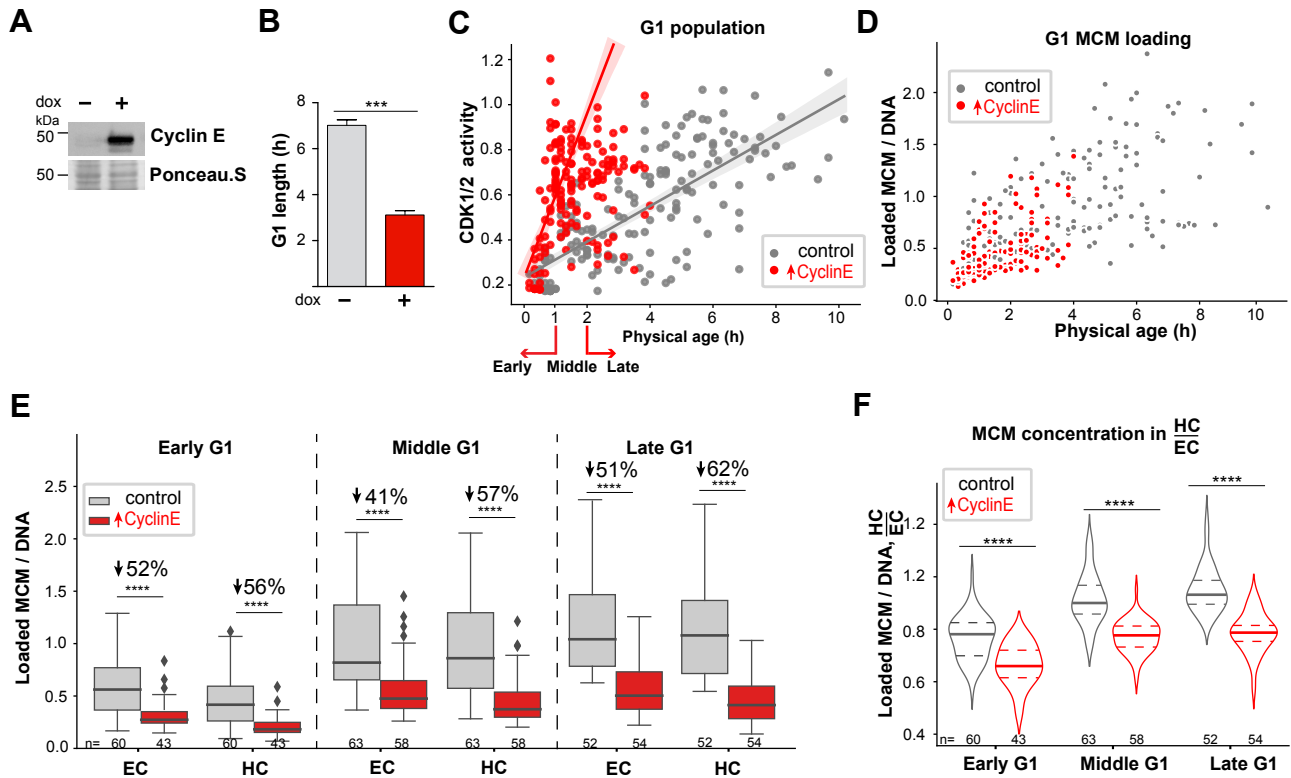 A
dox − +
kDa
50 Cyclin E
50 Ponceau.S
B
***
G1 length (h)
8
6
4
2
dox − +
C
G1 population
CDK1/2 activity
1.2
1.0
0.8
0.6
0.4
0.2
control
↑CyclinE
0 1 2 4 6 8 10
Physical age (h)
Early Middle Late
D
G1 MCM loading
Loaded MCM / DNA
control
↑CyclinE
2.0
1.5
1.0
0.5
0.0
0 2 4 6 8 10
Physical age (h)
E
Early G1 Middle G1 Late G1
Loaded MCM / DNA
2.5
2.0
1.5
1.0
0.5
0.0
control
↑CyclinE
↓52% ↓56% ↓41% ↓57% ↓51% ↓62%
**** **** **** **** **** ****
n= 60 43 60 43 63 58 63 58 52 54 52 54
EC HC EC HC EC HC
F
MCM concentration in HC
EC
Loaded MCM / DNA, HC
EC
control
↑CyclinE
**** **** ****
1.2
1.2
0.8
0.6
0.4
n= 60 43 63 58 52 54
Early G1 Middle G1 Late G1